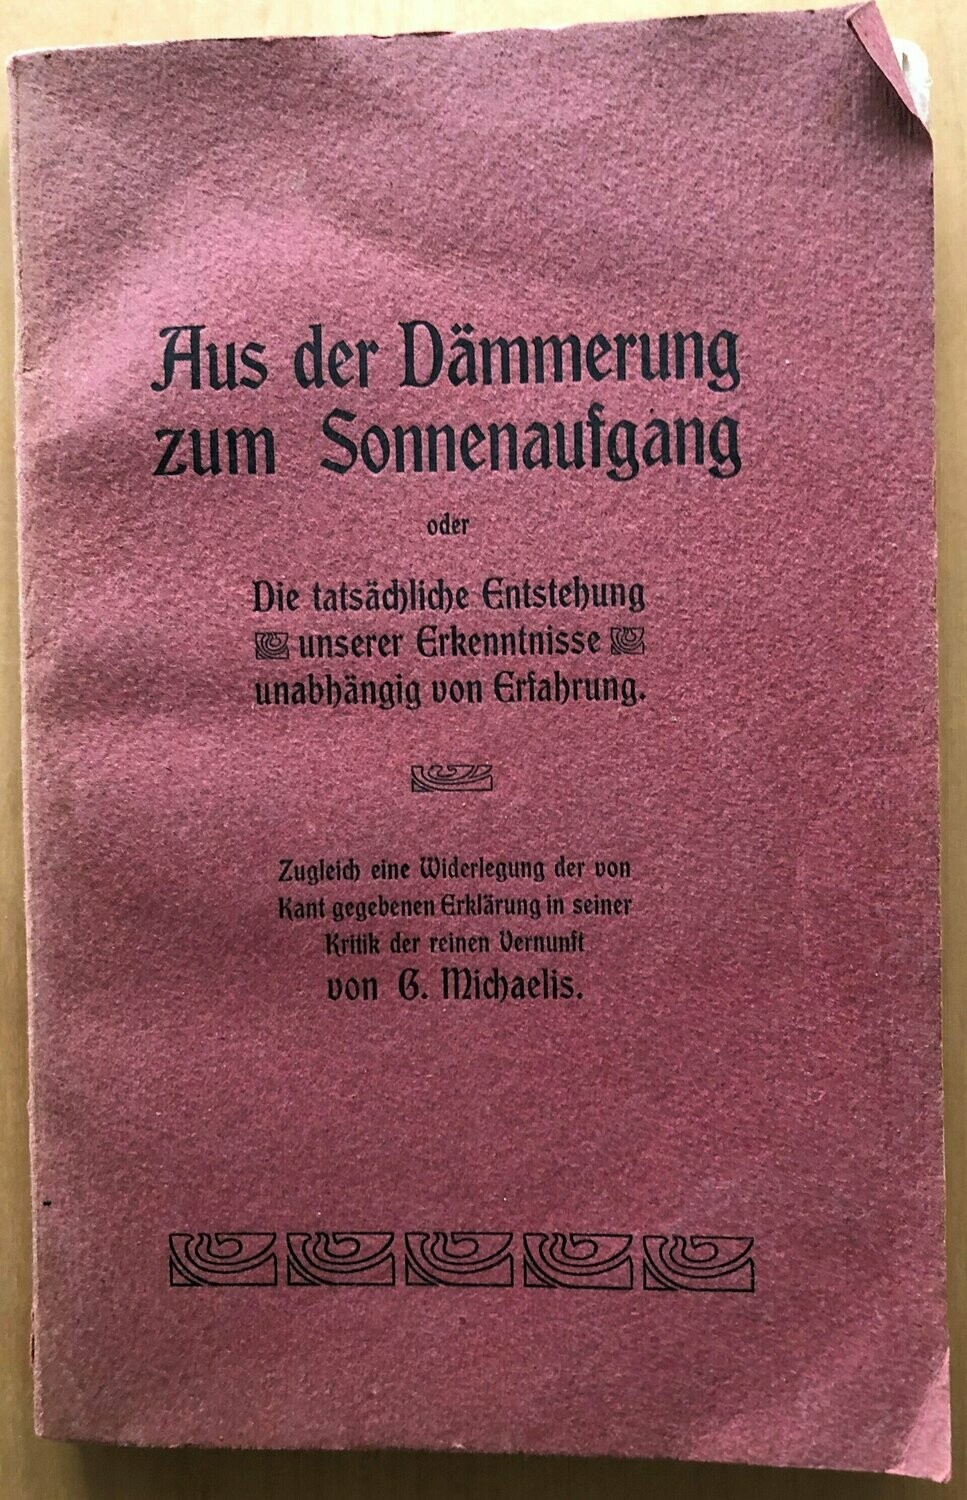 Aus der Dämmerung
zum Sonnenaufgang
oder
Die tatsächliche Entstehung
unserer Erkenntnisse
unabhängig von Erfahrung.
Zugleich eine Widerlegung der von
Kant gegebenen Erklärung in seiner
Kritik der reinen Vernunft
von G. Michaelis.